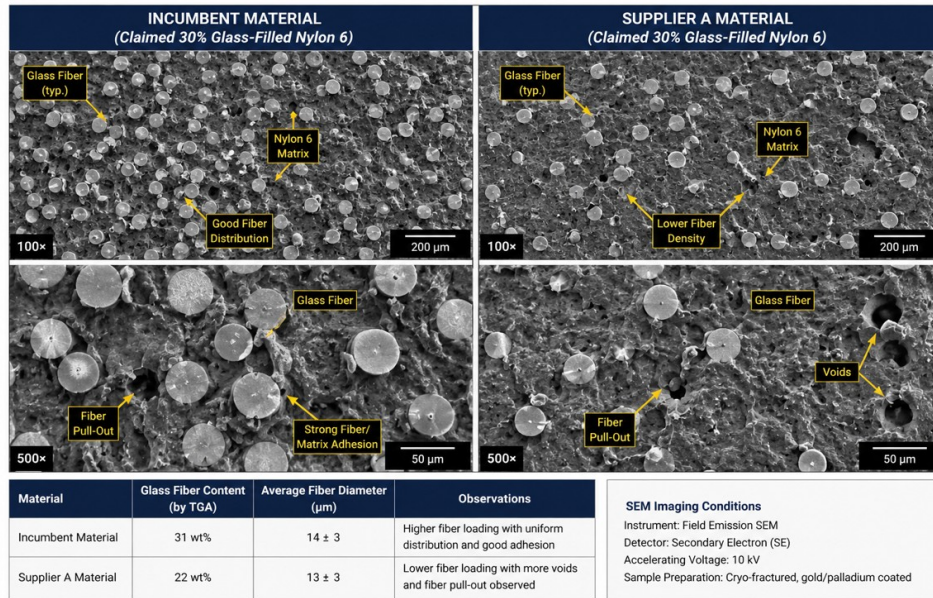 INCUMBENT MATERIAL
(Claimed 30% Glass-Filled Nylon 6)
Glass Fiber
(typ.)
Nylon 6
Matrix
Good Fiber
Distribution
100×
200 µm
SUPPLIER A MATERIAL
(Claimed 30% Glass-Filled Nylon 6)
Glass Fiber
(typ.)
Nylon 6
Matrix
Lower Fiber
Density
100×
200 µm
Glass Fiber
Fiber
Pull-Out
Strong Fiber/
Matrix Adhesion
500×
50 µm
Glass Fiber
Voids
Fiber
Pull-Out
500×
50 µm
Material
Glass Fiber Content
(by TGA)
Average Fiber Diameter
(µm)
Observations
Incumbent Material
31 wt%
14 ± 3
Higher fiber loading with uniform
distribution and good adhesion
Supplier A Material
22 wt%
13 ± 3
Lower fiber loading with more voids
and fiber pull-out observed
SEM Imaging Conditions
Instrument: Field Emission SEM
Detector: Secondary Electron (SE)
Accelerating Voltage: 10 kV
Sample Preparation: Cryo-fractured, gold/palladium coated